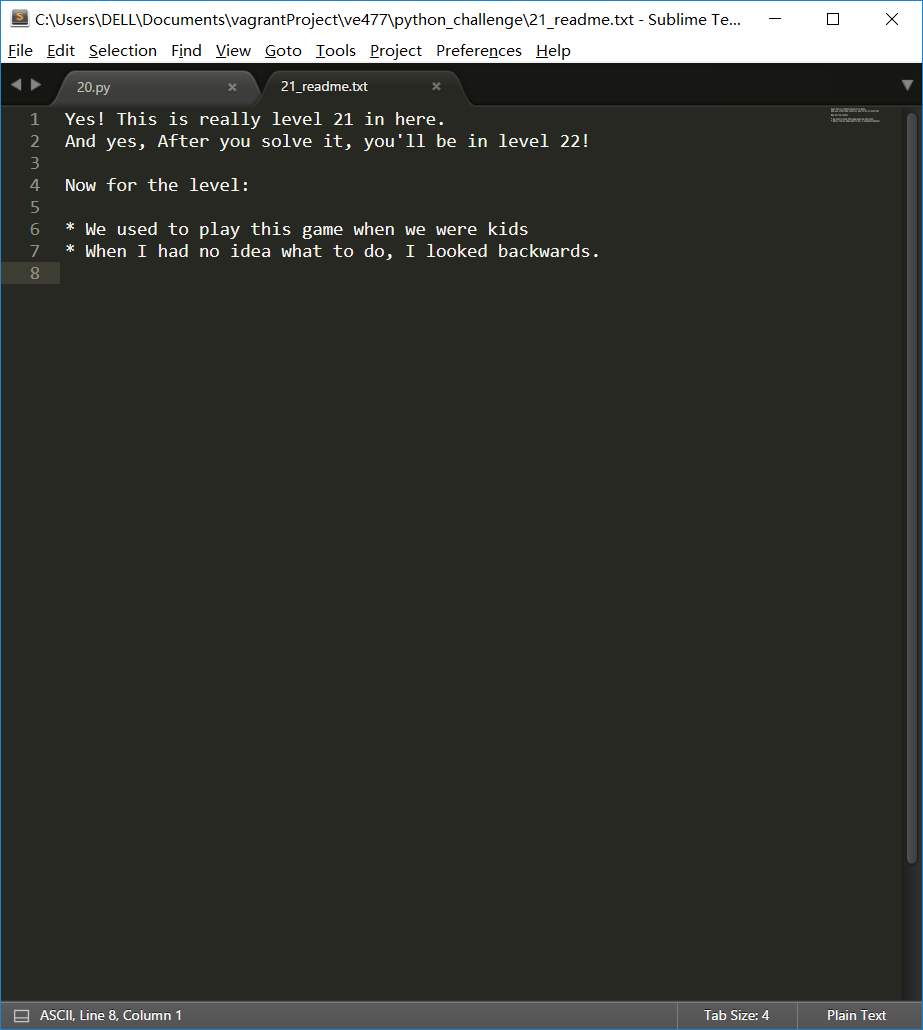 C:\Users\DELL\Documents\vagrantProject\ve477\python_challenge\21_readme.txt - Sublime Te...
File Edit Selection Find View Goto Tools Project Preferences Help
20.py 21_readme.txt
1 Yes! This is really level 21 in here.
2 And yes, After you solve it, you'll be in level 22!
3
4 Now for the level:
5
6 * We used to play this game when we were kids
7 * When I had no idea what to do, I looked backwards.
8
ASCII, Line 8, Column 1 Tab Size: 4 Plain Text